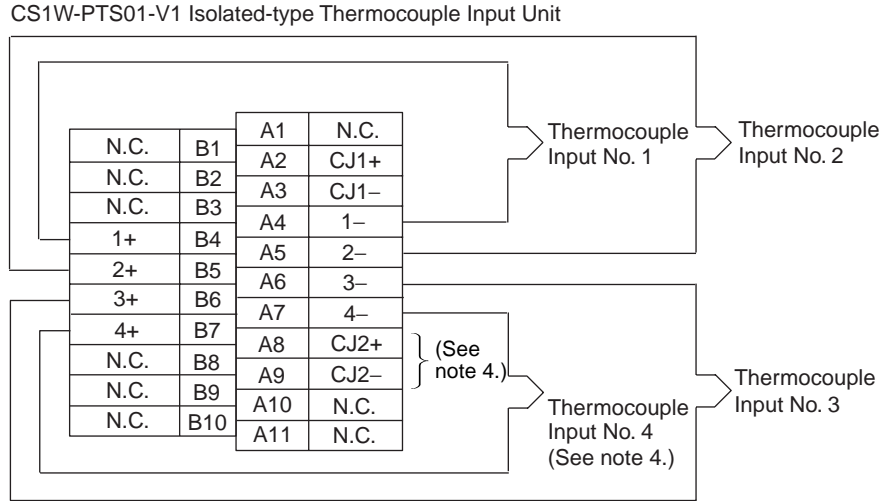 CS1W-PTS01-V1 Isolated-type Thermocouple Input Unit
N.C. B1
N.C. B2
N.C. B3
1+ B4
2+ B5
3+ B6
4+ B7
N.C. B8
N.C. B9
N.C. B10
A1 N.C.
A2 CJ1+
A3 CJ1−
A4 1−
A5 2−
A6 3−
A7 4−
A8 CJ2+
A9 CJ2−
A10 N.C.
A11 N.C.
(See
note 4.)
Thermocouple
Input No. 1
Thermocouple
Input No. 2
Thermocouple
Input No. 4
(See note 4.)
Thermocouple
Input No. 3